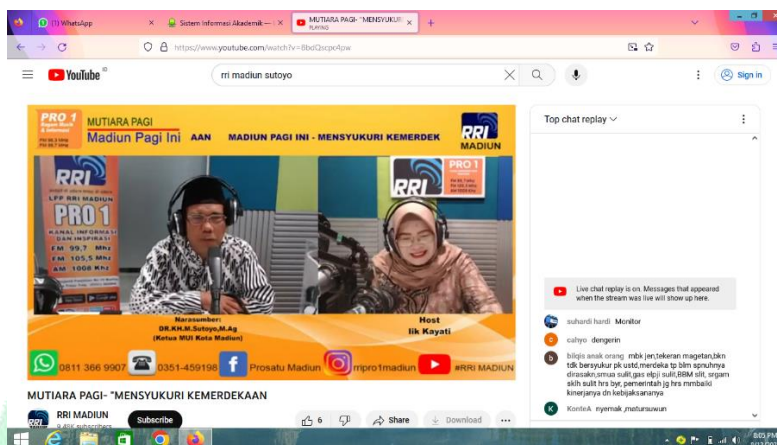 (1) WhatsApp
Sistem Informasi Akademik —
MUTIARA PAGI- "MENSYUKUR
PLAYING
https://www.youtube.com/watch?v=6bdQscpc4pw
YouTube ID
rri madiun sutoyo
Sign in
PRO 1
MUTIARA PAGI
Madiun Pagi Ini AAN MADIUN PAGI INI - MENSYUKURI KEMERDEK
RRI
MADIUN
RRI
LPP RRI MADIUN
PRO 1
KANAL INFORMASI
DAN INSPIRASI
FM 99,7 Mhz
FM 105,5 Mhz
AM 1008 Khz
RRI
PRO 1
Narasumber:
DR.KH.M.Sutoyo,M.Ag
(Ketua MUI Kota Madiun)
Host
Iik Kayati
0811 366 9907
0351-459198
Prosatu Madiun
rripro1madiun
#RRI MADIUN
MUTIARA PAGI- "MENSYUKURI KEMERDEKAAN
RRI MADIUN
Subscribe
6
Share
Download
Top chat replay
Live chat replay is on. Messages that appeared
when the stream was live will show up here.
suhardi hardi Monitor
cahyo dengerin
bilqis anak orang mbk jen,tekeran magetan,bkn
tdk bersyukur pk ustd,merdeka tp blm spnuhnya
dirasakn,smua sulit,gas elpji sulit,BBM slit, srgam
sklh sulit hrs byr, pemerintah jg hrs mmbaiki
kinerjanya dn kebijaksananya
KonteA nyemak ,matursuwun
8:05 PM